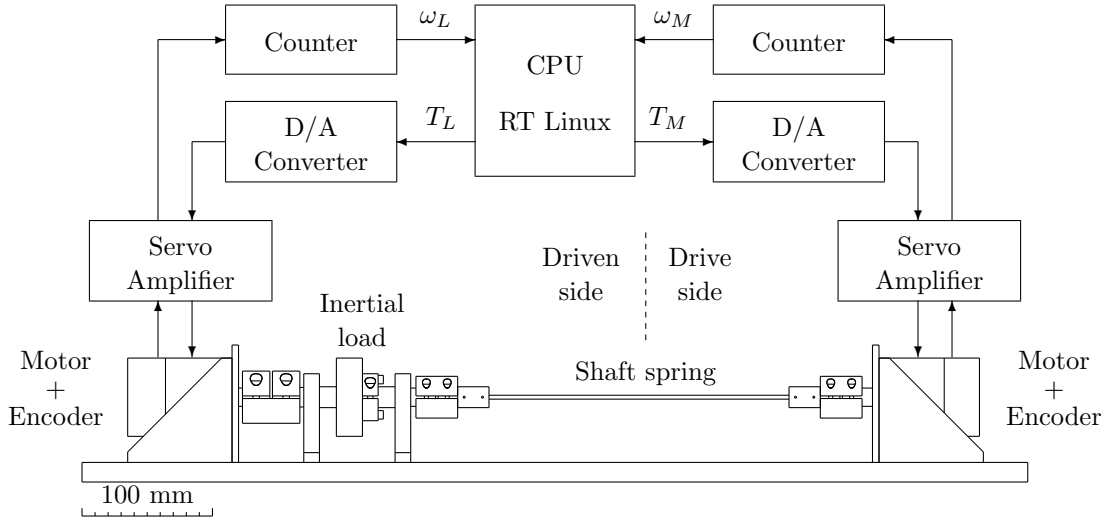 Counter
ω_L
CPU
RT Linux
ω_M
Counter
D/A
Converter
T_L
T_M
D/A
Converter
Servo
Amplifier
Driven
side
Drive
side
Servo
Amplifier
Inertial
load
Motor
+
Encoder
Shaft spring
Motor
+
Encoder
100 mm